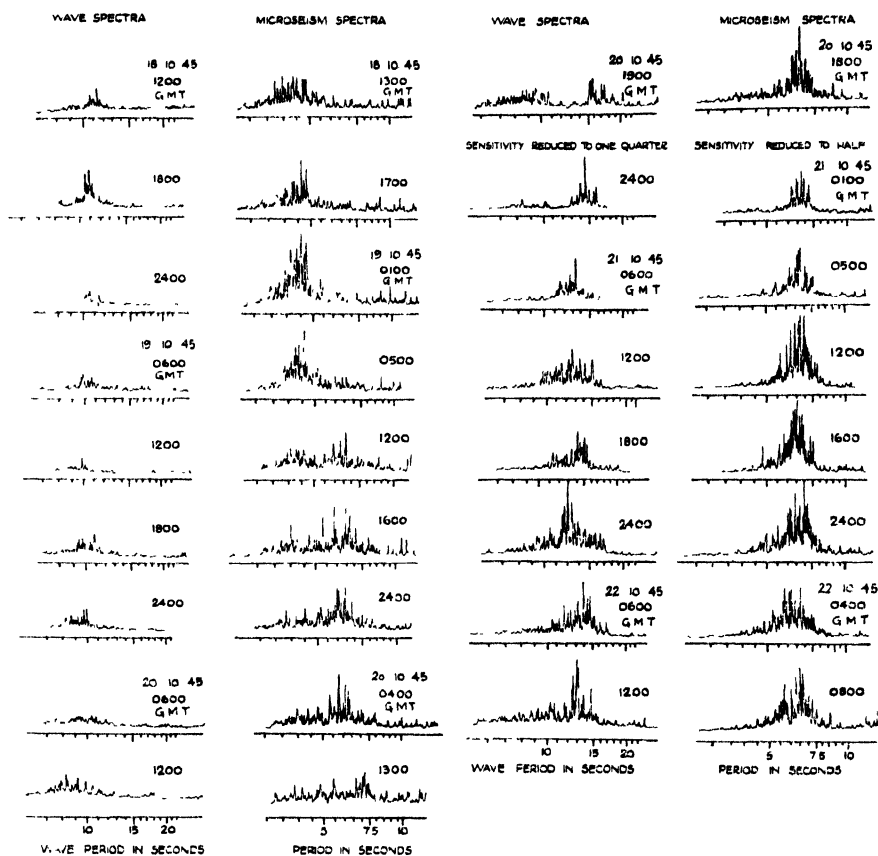 WAVE SPECTRA
18 10 45
1200
GMT
1800
2400
19 10 45
0600
GMT
1200
1800
2400
20 10 45
0600
GMT
1200
10 15 20
WAVE PERIOD IN SECONDS
MICROSEISM SPECTRA
18 10 45
1300
GMT
1700
19 10 45
0100
GMT
0500
1200
1600
2400
20 10 45
0400
GMT
1300
5 7.5 10
PERIOD IN SECONDS
WAVE SPECTRA
20 10 45
1900
GMT
SENSITIVITY REDUCED TO ONE QUARTER
2400
21 10 45
0600
GMT
1200
1800
2400
22 10 45
0600
GMT
1200
10 15 20
WAVE PERIOD IN SECONDS
MICROSEISM SPECTRA
20 10 45
1800
GMT
SENSITIVITY REDUCED TO HALF
21 10 45
0100
GMT
0500
1200
1600
2400
22 10 45
0400
GMT
0800
5 7.5 10
PERIOD IN SECONDS